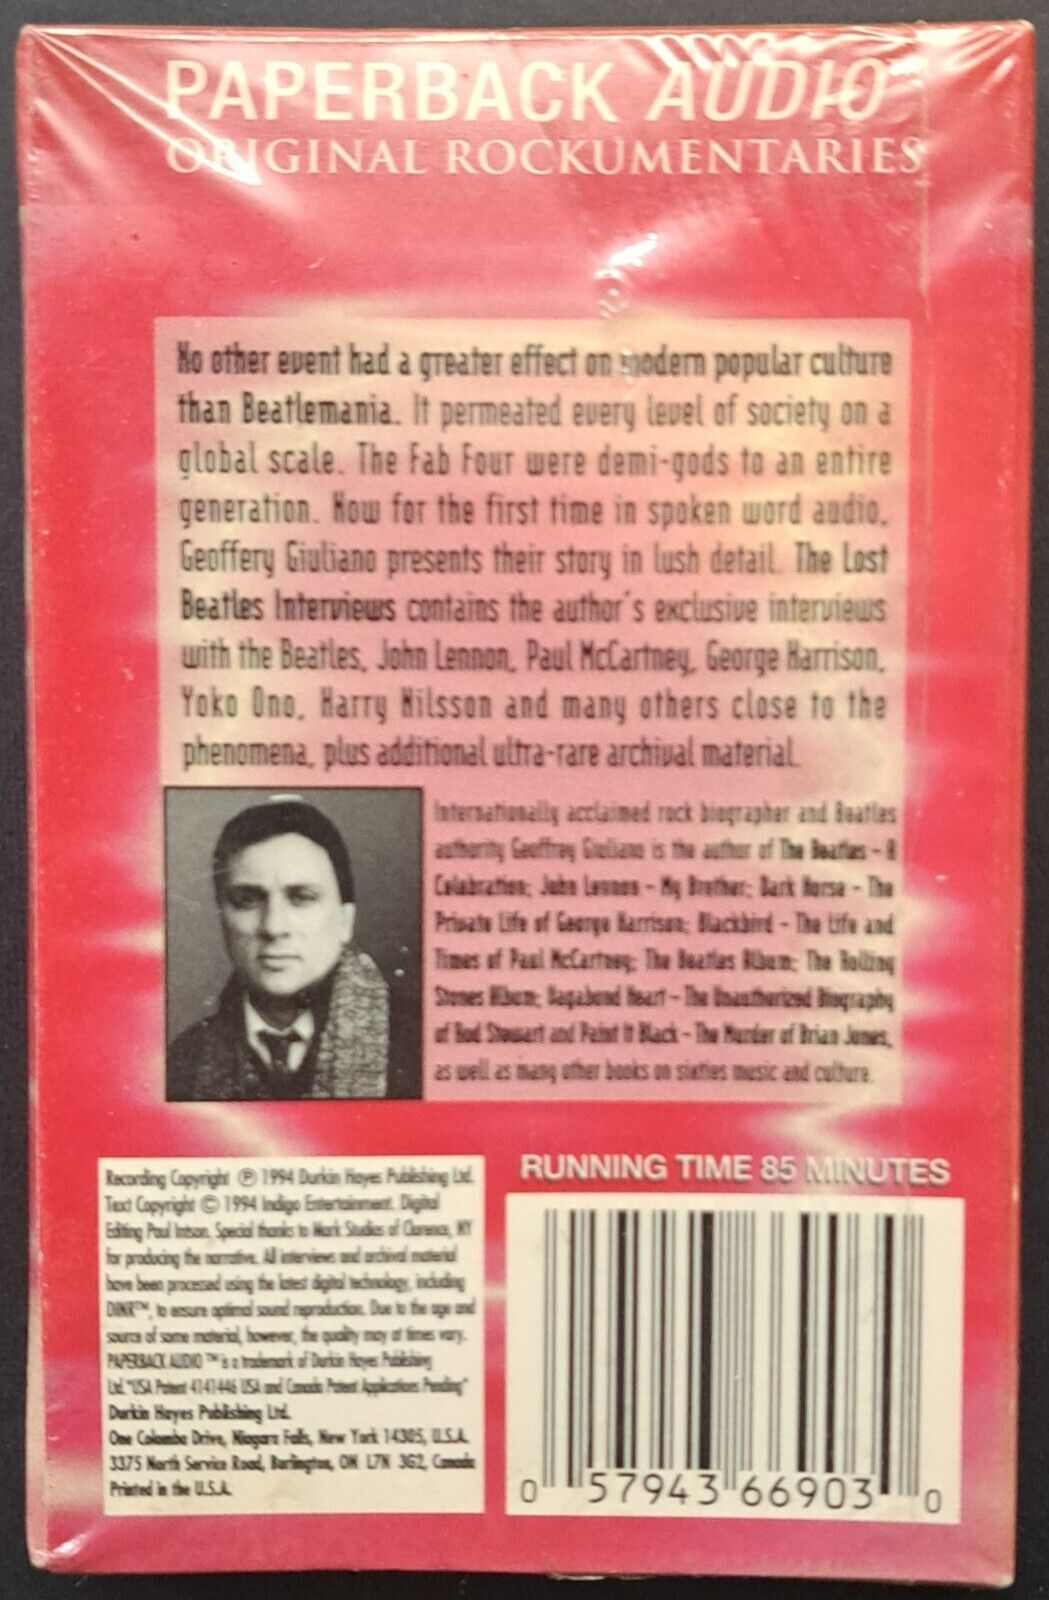 PAPERBACK AUDIO
ORIGINAL ROCKUMENTARIES
No other event had a greater effect on modern popular culture
than Beatlemania. It permeated every level of society on a
global scale. The Fab Four were demi-gods to an entire
generation. Now for the first time in spoken word audio,
Geoffery Giuliano presents their story in lush detail. The Lost
Beatles Interviews contains the author's exclusive interviews
with the Beatles, John Lennon, Paul McCartney, George Harrison,
Yoko Ono, Harry Nilsson and many others close to the
phenomena, plus additional ultra-rare archival material.
Internationally acclaimed rock biographer and Beatles
authority Geoffrey Giuliano is the author of The Beatles - A
Celebration; John Lennon - My Brother; Dark Horse - The
Private Life of George Harrison; Blackbird - The Life and
Times of Paul McCartney; The Beatles Album; The Rolling
Stones Album; Vagabond Heart - The Unauthorized Biography
of Rod Stewart and Paint It Black - The Murder of Brian Jones,
as well as many other books on sixties music and culture.
Recording Copyright ℗ 1994 Durkin Hayes Publishing Ltd.
Text Copyright © 1994 Indigo Entertainment. Digital
Editing Paul Intson. Special thanks to Mark Studios of Clarence, NY
for producing the narrative. All interviews and archival material
have been processed using the latest digital technology, including
DINR™, to ensure optimal sound reproduction. Due to the age and
source of some material, however, the quality may at times vary.
PAPERBACK AUDIO ™ is a trademark of Durkin Hayes Publishing
Ltd. "USA Patent 4141446 USA and Canada Patent Applications Pending"
Durkin Hayes Publishing Ltd.
One Colomba Drive, Niagara Falls, New York 14305, U.S.A.
3375 North Service Road, Burlington, ON L7N 3G2, Canada
Printed in the U.S.A.
RUNNING TIME 85 MINUTES
0 57943 66903 0